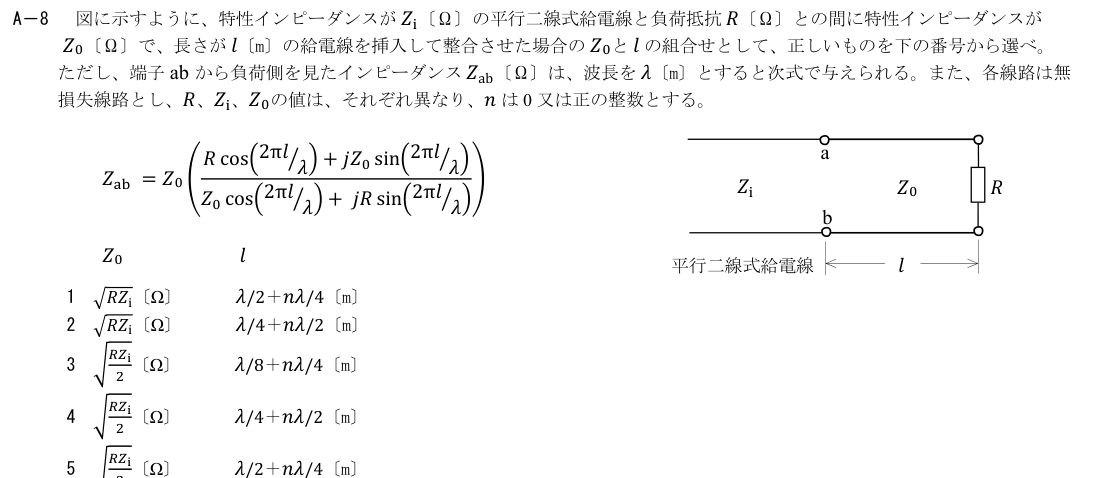 A－8　図に示すように、特性インピーダンスが Zi〔Ω〕の平行二線式給電線と負荷抵抗 R〔Ω〕との間に特性インピーダンスが
Z0〔Ω〕で、長さが l〔m〕の給電線を挿入して整合させた場合の Z0と l の組合せとして、正しいものを下の番号から選べ。
ただし、端子 ab から負荷側を見たインピーダンス Zab〔Ω〕は、波長を λ〔m〕とすると次式で与えられる。また、各線路は無
損失線路とし、R、Zi、Z0の値は、それぞれ異なり、n は 0 又は正の整数とする。
Zab = Z0 ( (R cos(2πl/λ) + jZ0 sin(2πl/λ)) / (Z0 cos(2πl/λ) + jR sin(2πl/λ)) )
a
Zi Z0 R
b
平行二線式給電線 l
Z0 l
1 √RZi〔Ω〕 λ/2＋nλ/4〔m〕
2 √RZi〔Ω〕 λ/4＋nλ/2〔m〕
3 √(RZi/2)〔Ω〕 λ/8＋nλ/4〔m〕
4 √(RZi/2)〔Ω〕 λ/4＋nλ/2〔m〕
5 √(RZi〔Ω〕 λ/2＋nλ/4〔m〕